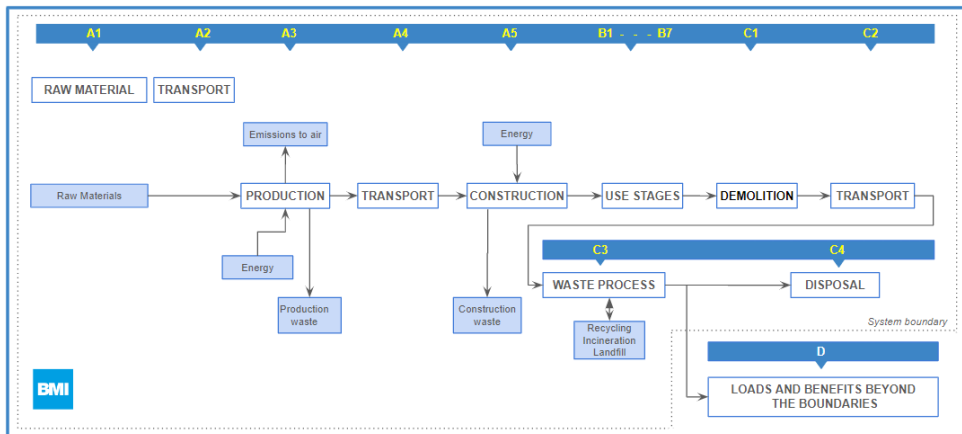 A1 A2 A3 A4 A5 B1 - - - B7 C1 C2
RAW MATERIAL TRANSPORT
Emissions to air Energy
Raw Materials PRODUCTION TRANSPORT CONSTRUCTION USE STAGES DEMOLITION TRANSPORT
C3 C4
Energy
WASTE PROCESS DISPOSAL
Production
waste
Construction
waste
Recycling
Incineration
Landfill
System boundary
D
LOADS AND BENEFITS BEYOND
THE BOUNDARIES
BMI